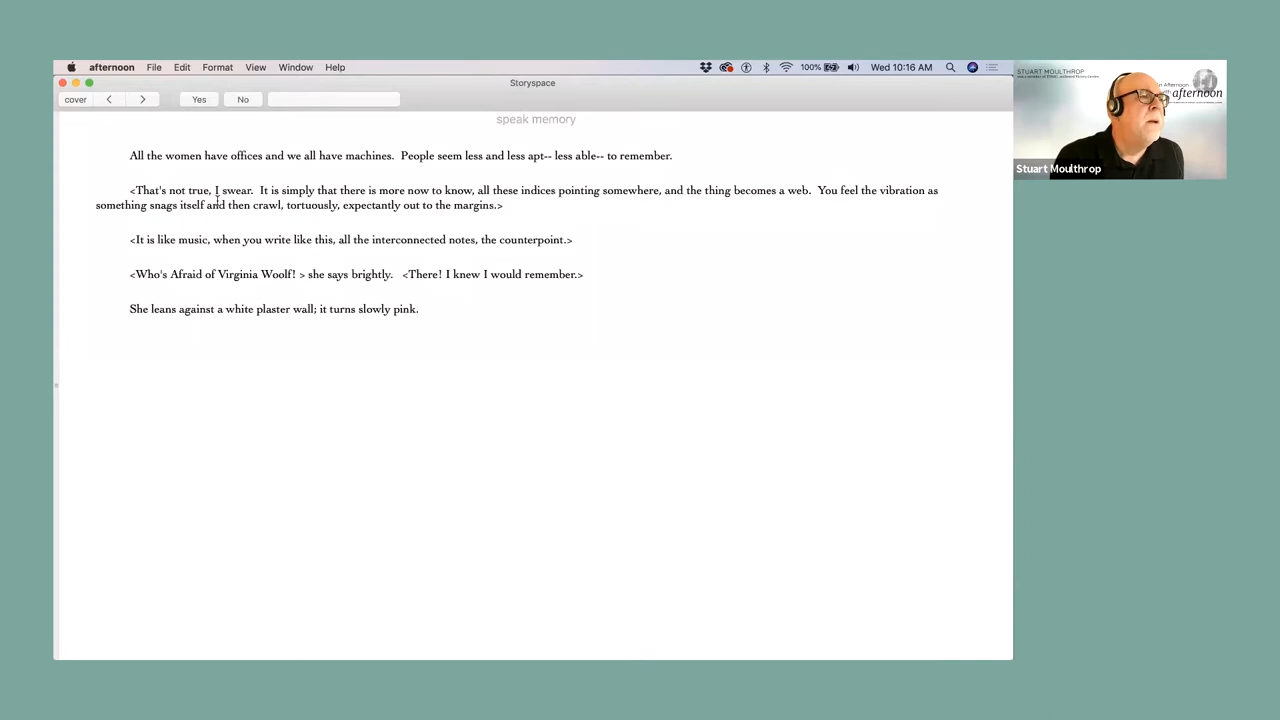 afternoon File Edit Format View Window Help 100% Wed 10:16 AM
Storyspace
cover Yes No
speak memory
All the women have offices and we all have machines. People seem less and less apt-- less able-- to remember.
<That's not true, I swear. It is simply that there is more now to know, all these indices pointing somewhere, and the thing becomes a web. You feel the vibration as
something snags itself and then crawl, tortuously, expectantly out to the margins.>
<It is like music, when you write like this, all the interconnected notes, the counterpoint.>
<Who's Afraid of Virginia Woolf! > she says brightly. <There! I knew I would remember.>
She leans against a white plaster wall; it turns slowly pink.
STUART MOULTHROP
n Afternoon
afternoon
Stuart Moulthrop